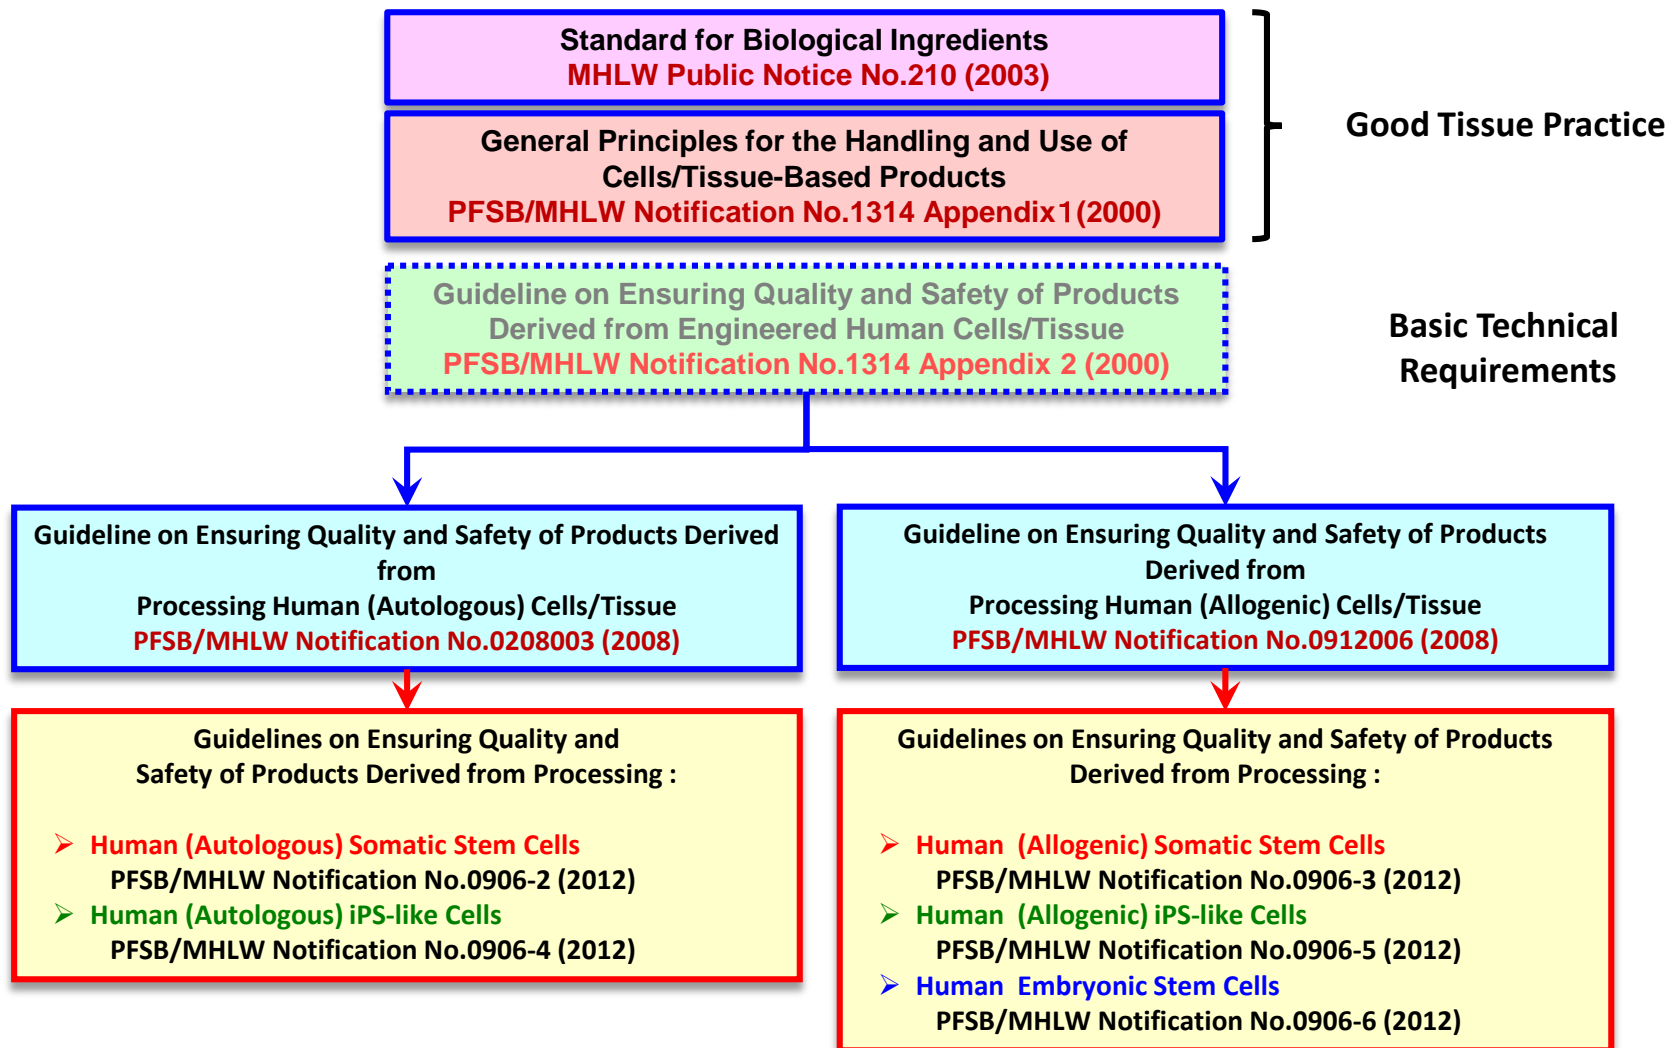 Standard for Biological Ingredients
MHLW Public Notice No.210 (2003)
General Principles for the Handling and Use of
Cells/Tissue-Based Products
PFSB/MHLW Notification No.1314 Appendix１(2000)
Good Tissue Practice
Guideline on Ensuring Quality and Safety of Products
Derived from Engineered Human Cells/Tissue
PFSB/MHLW Notification No.1314 Appendix 2 (2000)
Basic Technical
Requirements
Guideline on Ensuring Quality and Safety of Products Derived
from
Processing Human (Autologous) Cells/Tissue
PFSB/MHLW Notification No.0208003 (2008)
Guideline on Ensuring Quality and Safety of Products
Derived from
Processing Human (Allogenic) Cells/Tissue
PFSB/MHLW Notification No.0912006 (2008)
Guidelines on Ensuring Quality and
Safety of Products Derived from Processing :
➢ Human (Autologous) Somatic Stem Cells
PFSB/MHLW Notification No.0906-2 (2012)
➢ Human (Autologous) iPS-like Cells
PFSB/MHLW Notification No.0906-4 (2012)
Guidelines on Ensuring Quality and Safety of Products
Derived from Processing :
➢ Human (Allogenic) Somatic Stem Cells
PFSB/MHLW Notification No.0906-3 (2012)
➢ Human (Allogenic) iPS-like Cells
PFSB/MHLW Notification No.0906-5 (2012)
➢ Human Embryonic Stem Cells
PFSB/MHLW Notification No.0906-6 (2012)